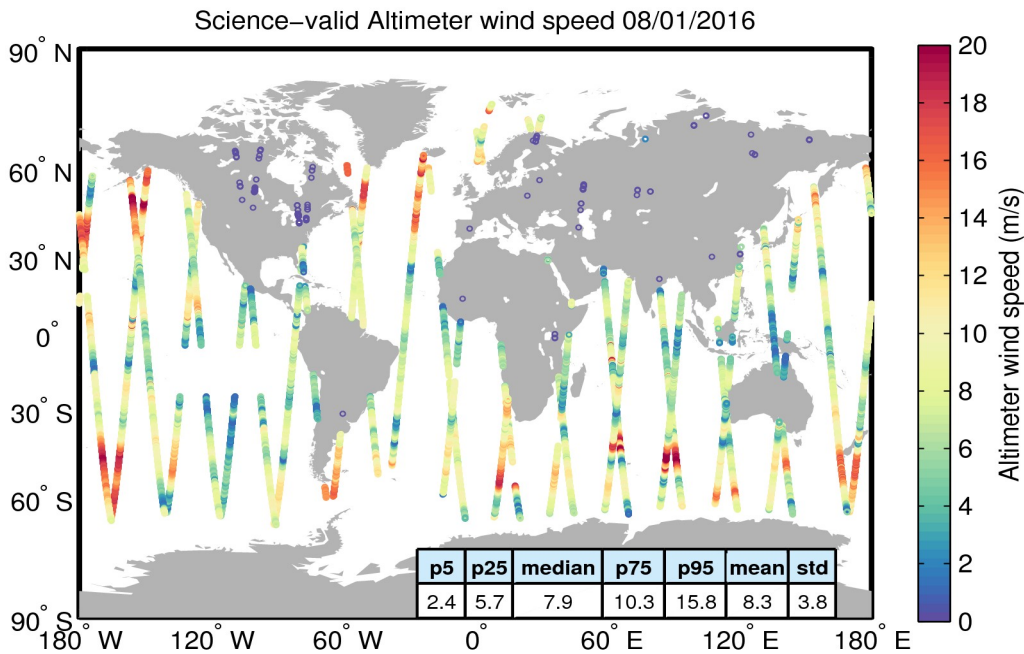 Science−valid Altimeter wind speed 08/01/2016
90° N
60° N
30° N
0°
30° S
60° S
90° S
180° W
120° W
60° W
0°
60° E
120° E
180° E
p5 p25 median p75 p95 mean std
2.4 5.7 7.9 10.3 15.8 8.3 3.8
20
18
16
14
12
10
8
6
4
2
0
Altimeter wind speed (m/s)